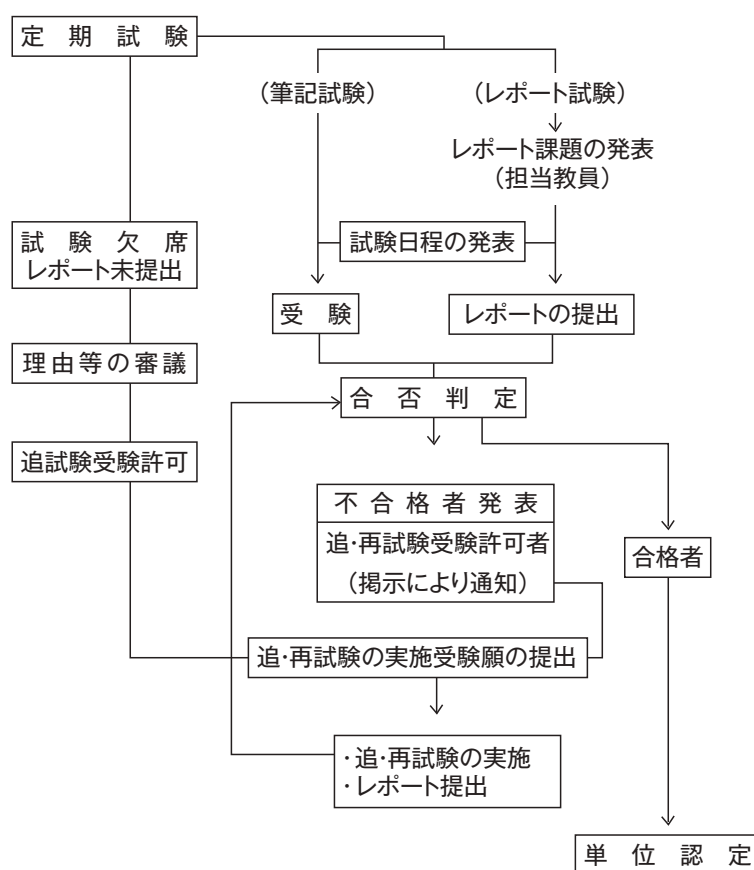 定期試験
（筆記試験）
（レポート試験）
レポート課題の発表
（担当教員）
試験欠席
レポート未提出
試験日程の発表
受験
レポートの提出
理由等の審議
合否判定
追試験受験許可
不合格者発表
追・再試験受験許可者
（掲示により通知）
合格者
追・再試験の実施受験願の提出
・追・再試験の実施
・レポート提出
単位認定